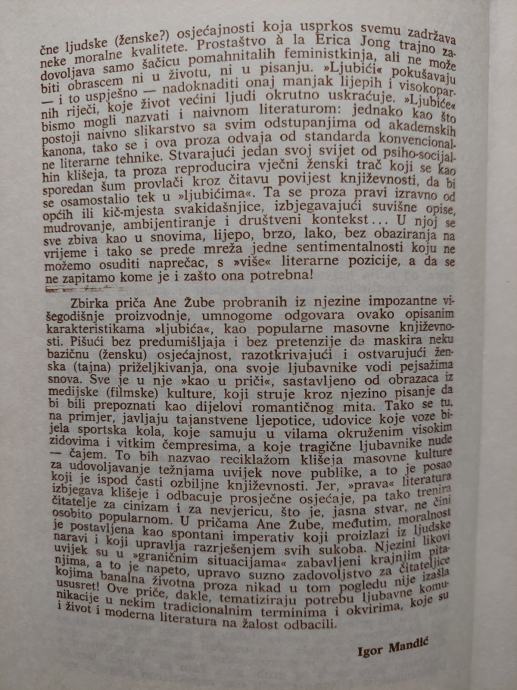 čne ljudske (ženske?) osjećajnosti koja usprkos svemu zadržava
neke moralne kvalitete. Prostaštvo à la Erica Jong trajno za-
dovoljava samo šačicu pomahnitalih feministkinja, ali ne može
biti obrascem ni u životu, ni u pisanju. »Ljubići« pokušavaju
— i to uspješno — nadoknaditi onaj manjak lijepih i visokopar-
nih riječi, koje život većini ljudi okrutno uskraćuje. »Ljubiće«
bismo mogli nazvati i naivnom literaturom: jednako kao što
postoji naivno slikarstvo sa svim odstupanjima od akademskih
kanona, tako se i ova proza odvaja od standarda konvencional-
ne literarne tehnike. Stvarajući jedan svoj svijet od psiho-socijal-
hin klišeja, ta proza reproducira vječni ženski trač koji se kao
sporedan šum provlači kroz čitavu povijest književnosti, da bi
se osamostalio tek u »ljubićima«. Ta se proza pravi izravno od
općih ili kič-mjesta svakidašnjice, izbjegavajući suvišne opise,
mudrovanje, ambijentiranje i društveni kontekst... U njoj se
sve zbiva kao u snovima, lijepo, brzo, lako, bez obaziranja na
vrijeme i tako se prede mreža jedne sentimentalnosti koju ne
možemo osuditi naprečac, s »više« literarne pozicije, a da se
ne zapitamo kome je i zašto ona potrebna!
Zbirka priča Ane Žube probranih iz njezine impozantne vi-
šegodišnje proizvodnje, umnogome odgovara ovako opisanim
karakteristikama »ljubića«, kao popularne masovne književno-
sti. Pišući bez predumišljaja i bez pretenzije da maskira neku
bazičnu (žensku) osjećajnost, razotkrivajući i ostvarujući žen-
ska (tajna) priželjkivanja, ona svoje ljubavnike vodi pejsažima
snova. Sve je u nje »kao u priči«, sastavljeno od obrazaca iz
medijske (filmske) kulture, koji struje kroz njezino pisanje da
bi bili prepoznati kao dijelovi romantičnog mita. Tako se tu,
na primjer, javljaju tajanstvene ljepotice, udovice koje voze bi-
jela sportska kola, koje samuju u vilama okruženim visokim
zidovima i vitkim čempresima, a koje tragične ljubavnike nude
— čajem. To bih nazvao reciklažom klišeja masovne kulture
za udovoljavanje težnjama uvijek nove publike, a to je posao
koji je ispod časti ozbiljne književnosti. Jer, »prava« literatura
izbjegava klišeje i odbacuje prosječne osjećaje, pa tako trenira
čitatelje za cinizam i za nevjericu, što je, jasna stvar, ne čini
osobito popularnom. U pričama Ane Žube, međutim, moralnost
je postavljena kao spontani imperativ koji proizlazi iz ljudske
naravi i koji upravlja razrješenjem svih sukoba. Njezini likovi
uvijek su u »graničnim situacijama« zabavljeni krajnjim pita-
njima, a to je napeto, upravo suzno zadovoljstvo za čitateljice
kojima banalna životna proza nikad u tom pogledu nije izašla
ususret! Ove priče, dakle, tematiziraju potrebu ljubavne komu-
nikacije u nekim tradicionalnim terminima i okvirima, koje su
i život i moderna literatura na žalost odbacili.
Igor Mandić